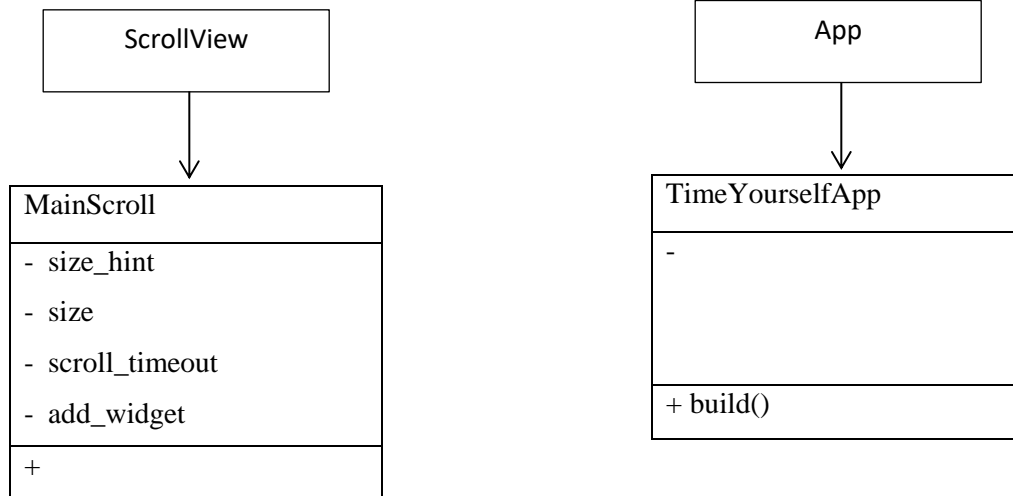 ScrollView
MainScroll
- size_hint
- size
- scroll_timeout
- add_widget
+
App
TimeYourselfApp
-
+ build()